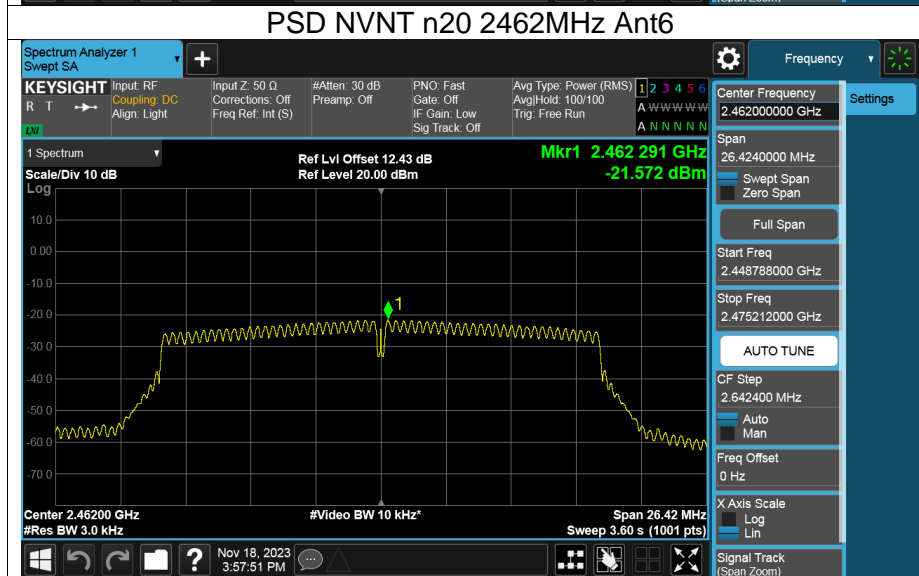 (Span Zoom)
PSD NVNT n20 2462MHz Ant6
Spectrum Analyzer 1
Swept SA
+
Frequency
KEYSIGHT
R T
LXI
Input: RF
Coupling: DC
Align: Light
Input Z: 50 Ω
Corrections: Off
Freq Ref: Int (S)
#Atten: 30 dB
Preamp: Off
PNO: Fast
Gate: Off
IF Gain: Low
Sig Track: Off
Avg Type: Power (RMS)
Avg|Hold: 100/100
Trig: Free Run
1 2 3 4 5 6
A W W W W W
A N N N N N
1 Spectrum
Scale/Div 10 dB
Log
Ref Lvl Offset 12.43 dB
Ref Level 20.00 dBm
Mkr1 2.462 291 GHz
-21.572 dBm
10.0
0.00
-10.0
-20.0
-30.0
-40.0
-50.0
-60.0
-70.0
1
Center 2.46200 GHz
#Res BW 3.0 kHz
#Video BW 10 kHz*
Span 26.42 MHz
Sweep 3.60 s (1001 pts)
Center Frequency
2.462000000 GHz
Span
26.4240000 MHz
Swept Span
Zero Span
Full Span
Start Freq
2.448788000 GHz
Stop Freq
2.475212000 GHz
AUTO TUNE
CF Step
2.642400 MHz
Auto
Man
Freq Offset
0 Hz
X Axis Scale
Log
Lin
Signal Track
(Span Zoom)
Settings
?
Nov 18, 2023
3:57:51 PM